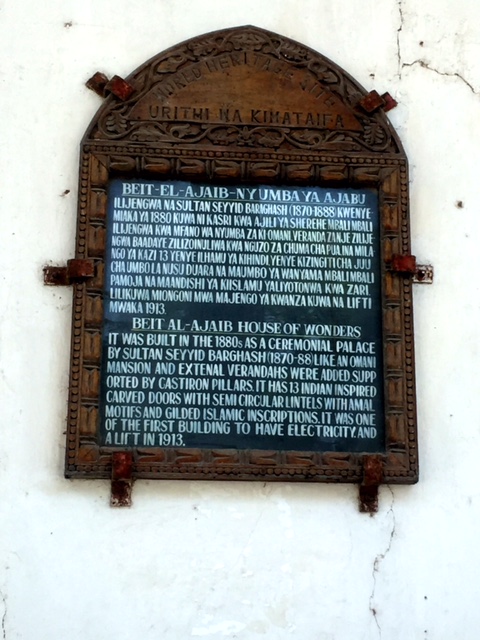 WORLD HERITAGE SITE
URITHI WA KIMATAIFA
BEIT-EL-AJAIB-NYUMBA YA AJABU
ILIJENGWA NA SULTAN SEYYID BARGHASH (1870-1888 KWENYE
MIAKA YA 1880 KUWA NI KASRI KWA AJILI YA SHEREHE MBALI MBALI
ILIJENGWA KWA MFANO WA NYUMBA ZA KI OMANI. VERANDA ZA NJE ZILIJE
NGWA BAADAYE ZILIZOINULIWA KWA NGUZO ZA CHUMA CHA PUA, NA MILA
NGO YA KAZI 13 YENYE ILHAMU YA KIHINDI YENYE KIZINGITI CHA JUU
CHA UMBO LA NUSU DUARA NA MAUMBO YA WANYAMA MBALI MBALI
PAMOJA NA MAANDISHI YA KIISLAMU YALIYOTONWA KWA ZARI.
LILIKUWA MIONGONI MWA MAJENGO YA KWANZA KUWA NA LIFTI
MWAKA 1913.
BEIT AL-AJAIB HOUSE OF WONDERS
IT WAS BUILT IN THE 1880s AS A CEREMONIAL PALACE
BY SULTAN SEYYID BARGHASH (1870-88) LIKE AN OMANI
MANSION AND EXTENAL VERANDAHS WERE ADDED SUPP
ORTED BY CASTIRON PILLARS. IT HAS 13 INDIAN INSPIRED
CARVED DOORS WITH SEMI CIRCULAR LINTELS WITH AMAL
MOTIFS AND GILDED ISLAMIC INSCRIPTIONS. IT WAS ONE
OF THE FIRST BUILDING TO HAVE ELECTRICITY, AND
A LIFT IN 1913.